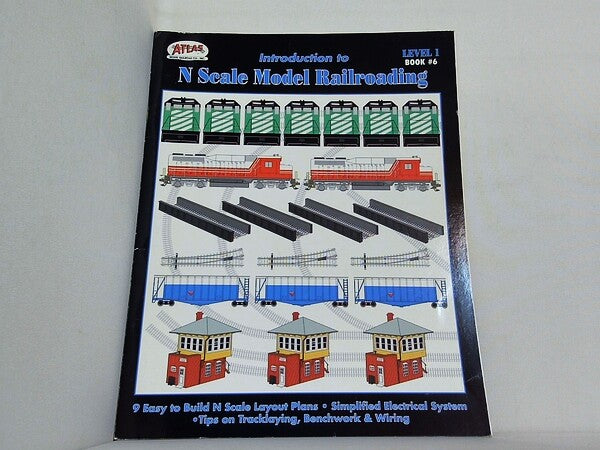 ATLAS
Introduction to
N Scale Model Railroading
LEVEL 1
BOOK #6
9 Easy to Build N Scale Layout Plans • Simplified Electrical System
•Tips on Tracklaying, Benchwork & Wiring